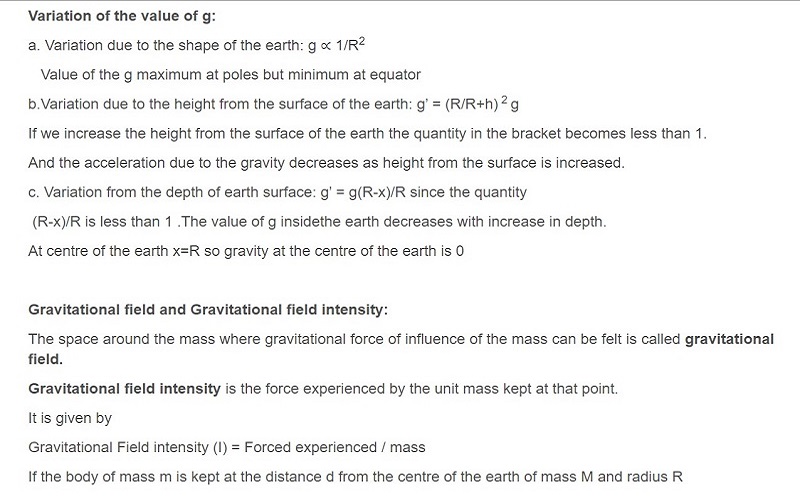 Variation of the value of g:
a. Variation due to the shape of the earth: g ∝ 1/R²
Value of the g maximum at poles but minimum at equator
b.Variation due to the height from the surface of the earth: g' = (R/R+h) ² g
If we increase the height from the surface of the earth the quantity in the bracket becomes less than 1.
And the acceleration due to the gravity decreases as height from the surface is increased.
c. Variation from the depth of earth surface: g' = g(R-x)/R since the quantity
(R-x)/R is less than 1 .The value of g insidethe earth decreases with increase in depth.
At centre of the earth x=R so gravity at the centre of the earth is 0
Gravitational field and Gravitational field intensity:
The space around the mass where gravitational force of influence of the mass can be felt is called gravitational
field.
Gravitational field intensity is the force experienced by the unit mass kept at that point.
It is given by
Gravitational Field intensity (I) = Forced experienced / mass
If the body of mass m is kept at the distance d from the centre of the earth of mass M and radius R